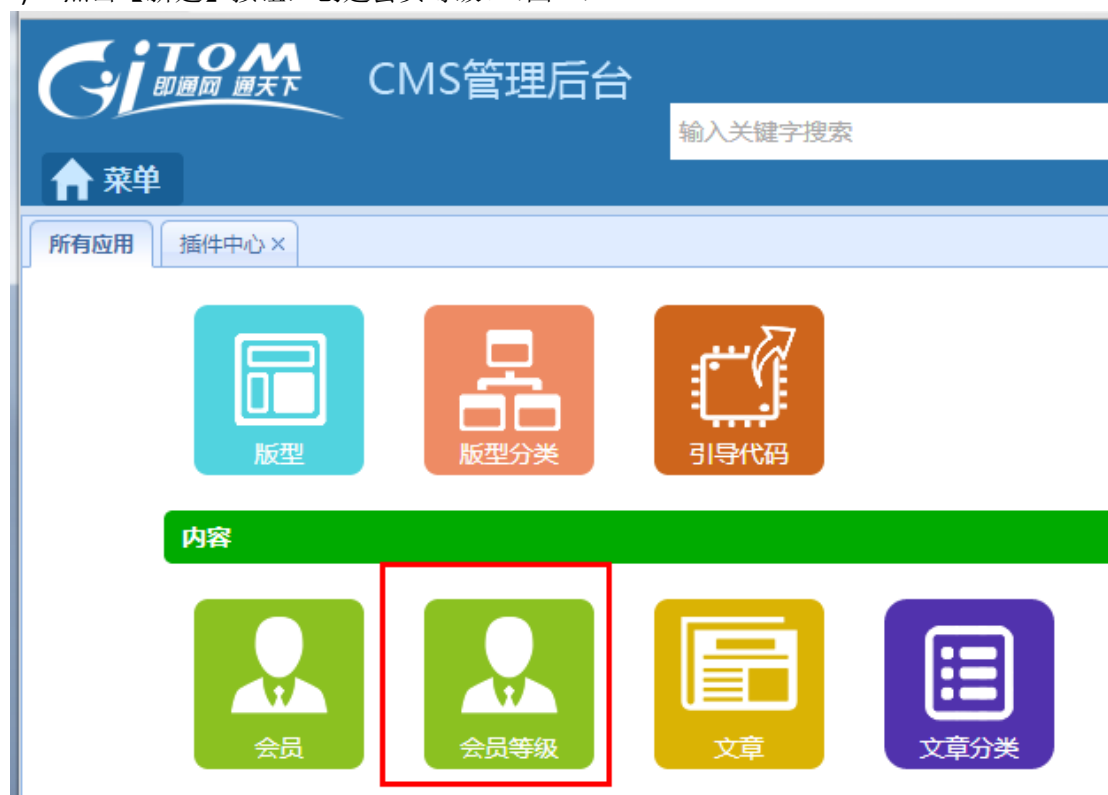 GiTOM
即通网 通天下
CMS管理后台
输入关键字搜索
菜单
所有应用 插件中心 ×
版型 版型分类 引导代码
内容
会员 会员等级 文章 文章分类